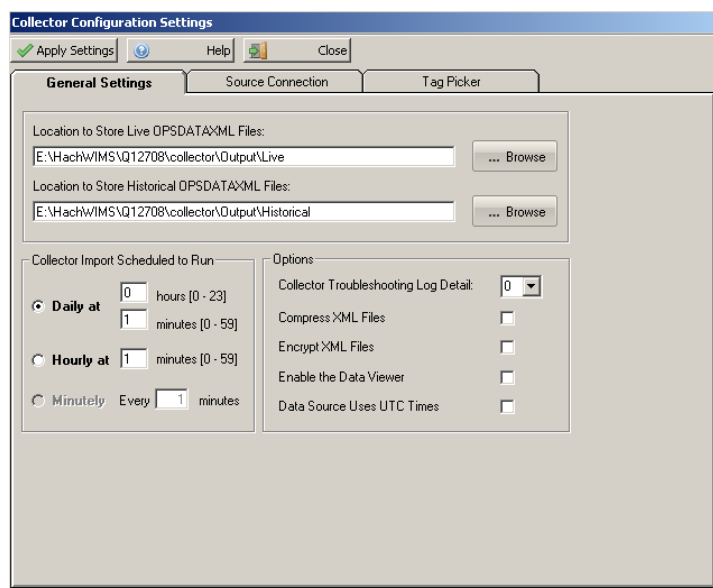 Collector Configuration Settings
Apply Settings Help Close
General Settings Source Connection Tag Picker
Location to Store Live OPSDATAXML Files:
E:\HachWIMS\Q12708\collector\Output\Live ... Browse
Location to Store Historical OPSDATAXML Files:
E:\HachWIMS\Q12708\collector\Output\Historical ... Browse
Collector Import Scheduled to Run
Daily at 0 hours [0 - 23]
1 minutes [0 - 59]
Hourly at 1 minutes [0 - 59]
Minutely Every 1 minutes
Options
Collector Troubleshooting Log Detail: 0
Compress XML Files
Encrypt XML Files
Enable the Data Viewer
Data Source Uses UTC Times